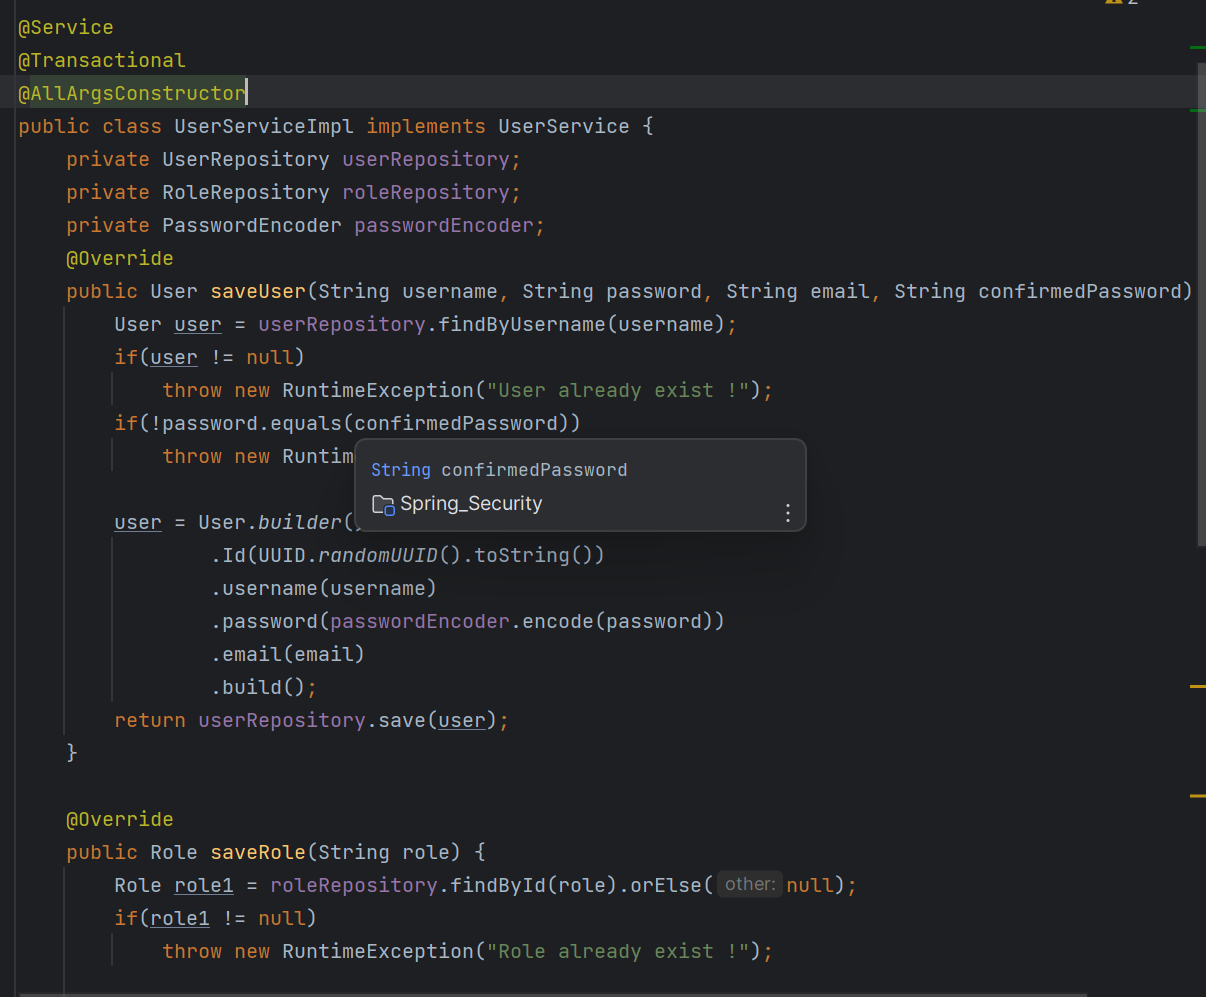 2
@Service
@Transactional
@AllArgsConstructor
public class UserServiceImpl implements UserService {
    private UserRepository userRepository;
    private RoleRepository roleRepository;
    private PasswordEncoder passwordEncoder;
    @Override
    public User saveUser(String username, String password, String email, String confirmedPassword)
        User user = userRepository.findByUsername(username);
        if(user != null)
            throw new RuntimeException("User already exist !");
        if(!password.equals(confirmedPassword))
            throw new Runtim
String confirmedPassword
Spring_Security
        user = User.builder()
                .Id(UUID.randomUUID().toString())
                .username(username)
                .password(passwordEncoder.encode(password))
                .email(email)
                .build();
        return userRepository.save(user);
    }
    @Override
    public Role saveRole(String role) {
        Role role1 = roleRepository.findById(role).orElse( other: null);
        if(role1 != null)
            throw new RuntimeException("Role already exist !");